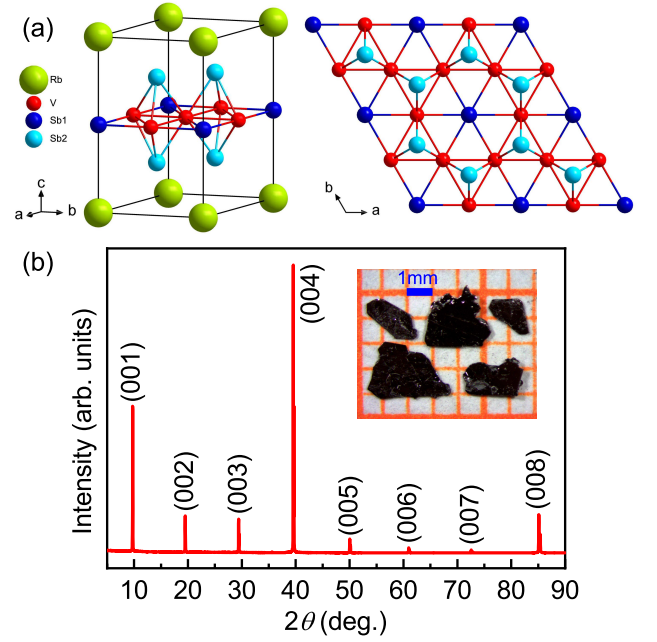 (a)
Rb
V
Sb1
Sb2
c
a
b
b
a
(b)
Intensity (arb. units)
1mm
(001)
(002)
(003)
(004)
(005)
(006)
(007)
(008)
10 20 30 40 50 60 70 80 90
2θ (deg.)